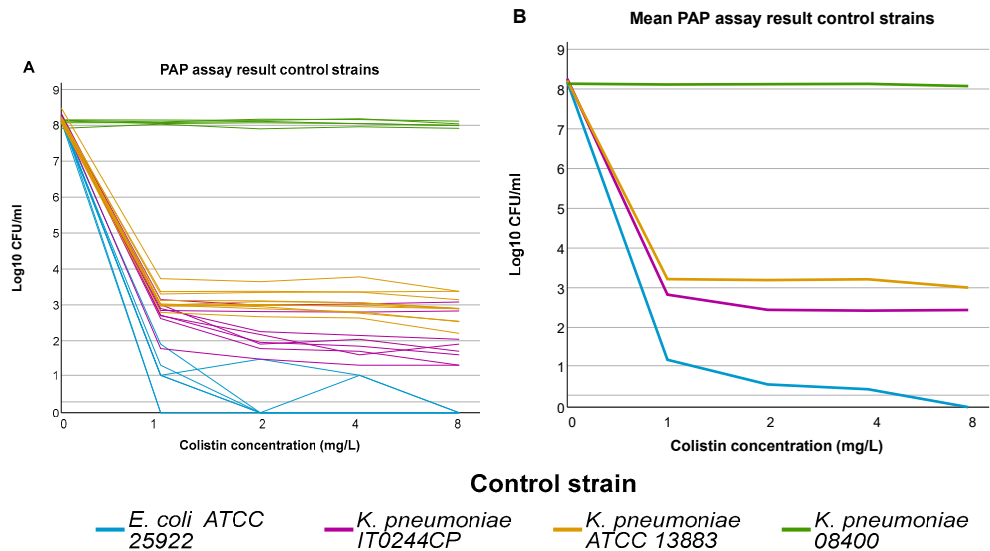 A
PAP assay result control strains
Log10 CFU/ml
9
8
7
6
5
4
3
2
1
0
0 1 2 4 8
Colistin concentration (mg/L)
B
Mean PAP assay result control strains
Log10 CFU/ml
9
8
7
6
5
4
3
2
1
0
0 1 2 4 8
Colistin concentration (mg/L)
Control strain
E. coli ATCC
25922
K. pneumoniae
IT0244CP
K. pneumoniae
ATCC 13883
K. pneumoniae
08400